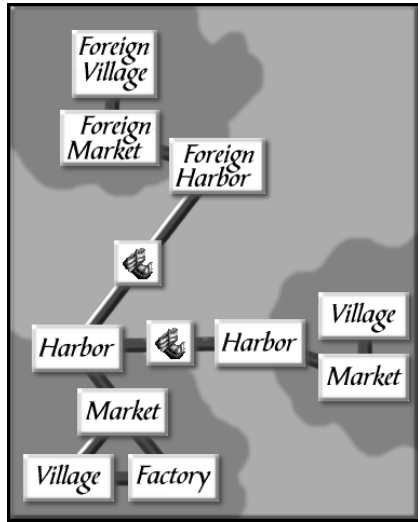 Foreign
Village
Foreign
Market
Foreign
Harbor
Village
Harbor
Harbor
Market
Market
Village
Factory